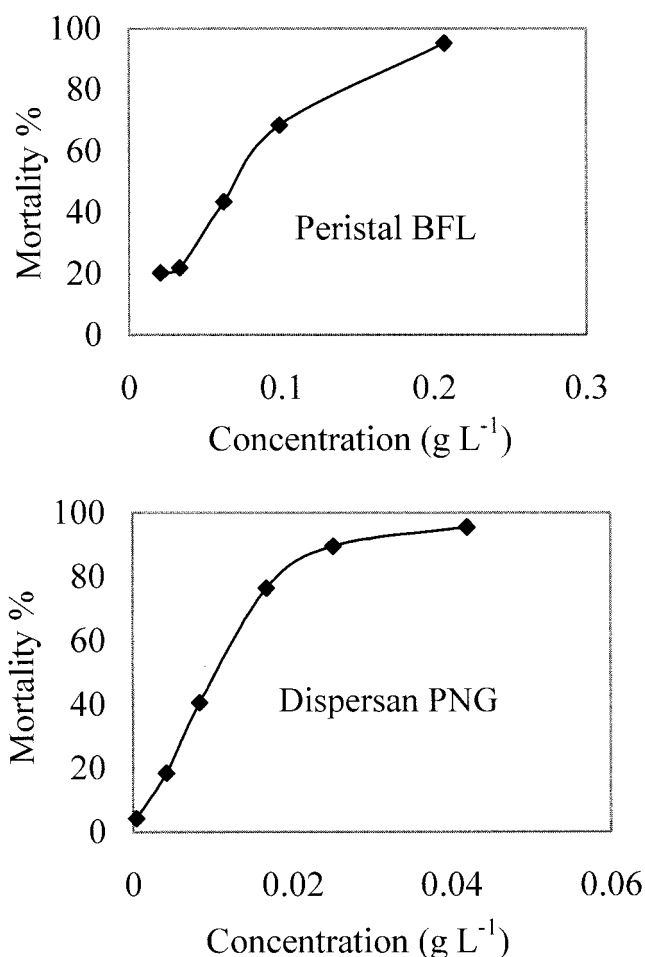 100
80
60
40
20
0
Mortality %
Peristal BFL
0 0.1 0.2 0.3
Concentration (g L⁻¹)
100
80
60
40
20
0
Mortality %
Dispersan PNG
0 0.02 0.04 0.06
Concentration (g L⁻¹)